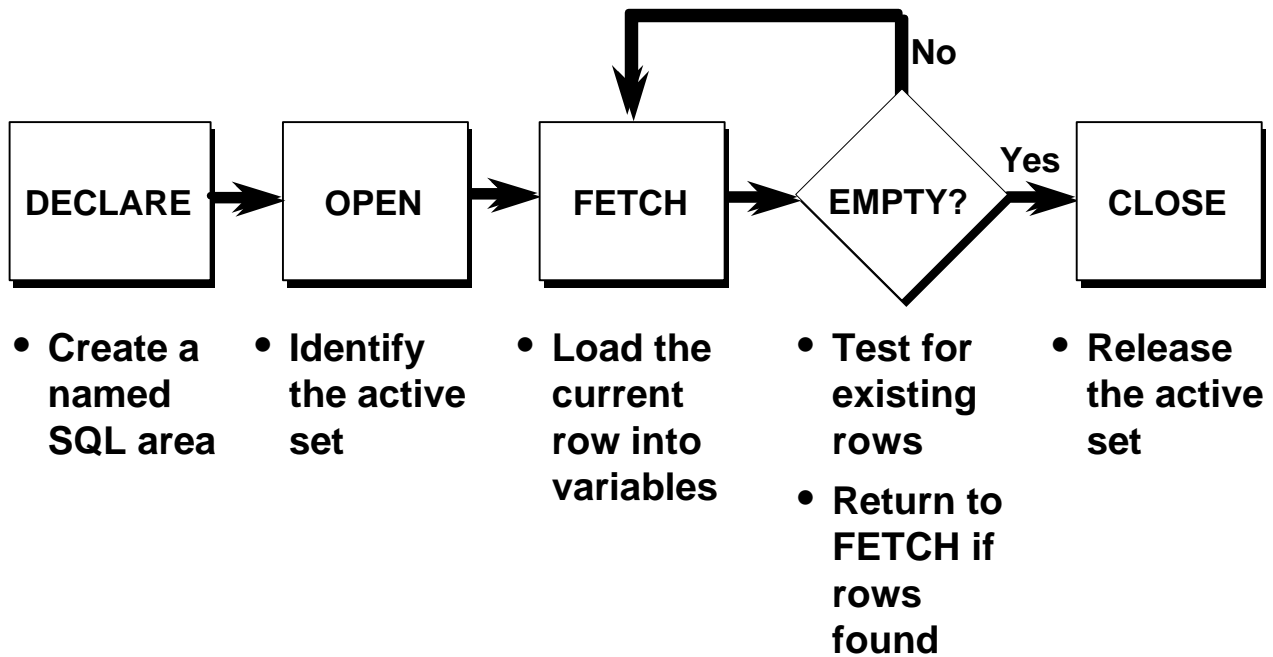 No
Yes
DECLARE
OPEN
FETCH
EMPTY?
CLOSE
• Create a
named
SQL area
• Identify
the active
set
• Load the
current
row into
variables
• Test for
existing
rows
• Return to
FETCH if
rows
found
• Release
the active
set